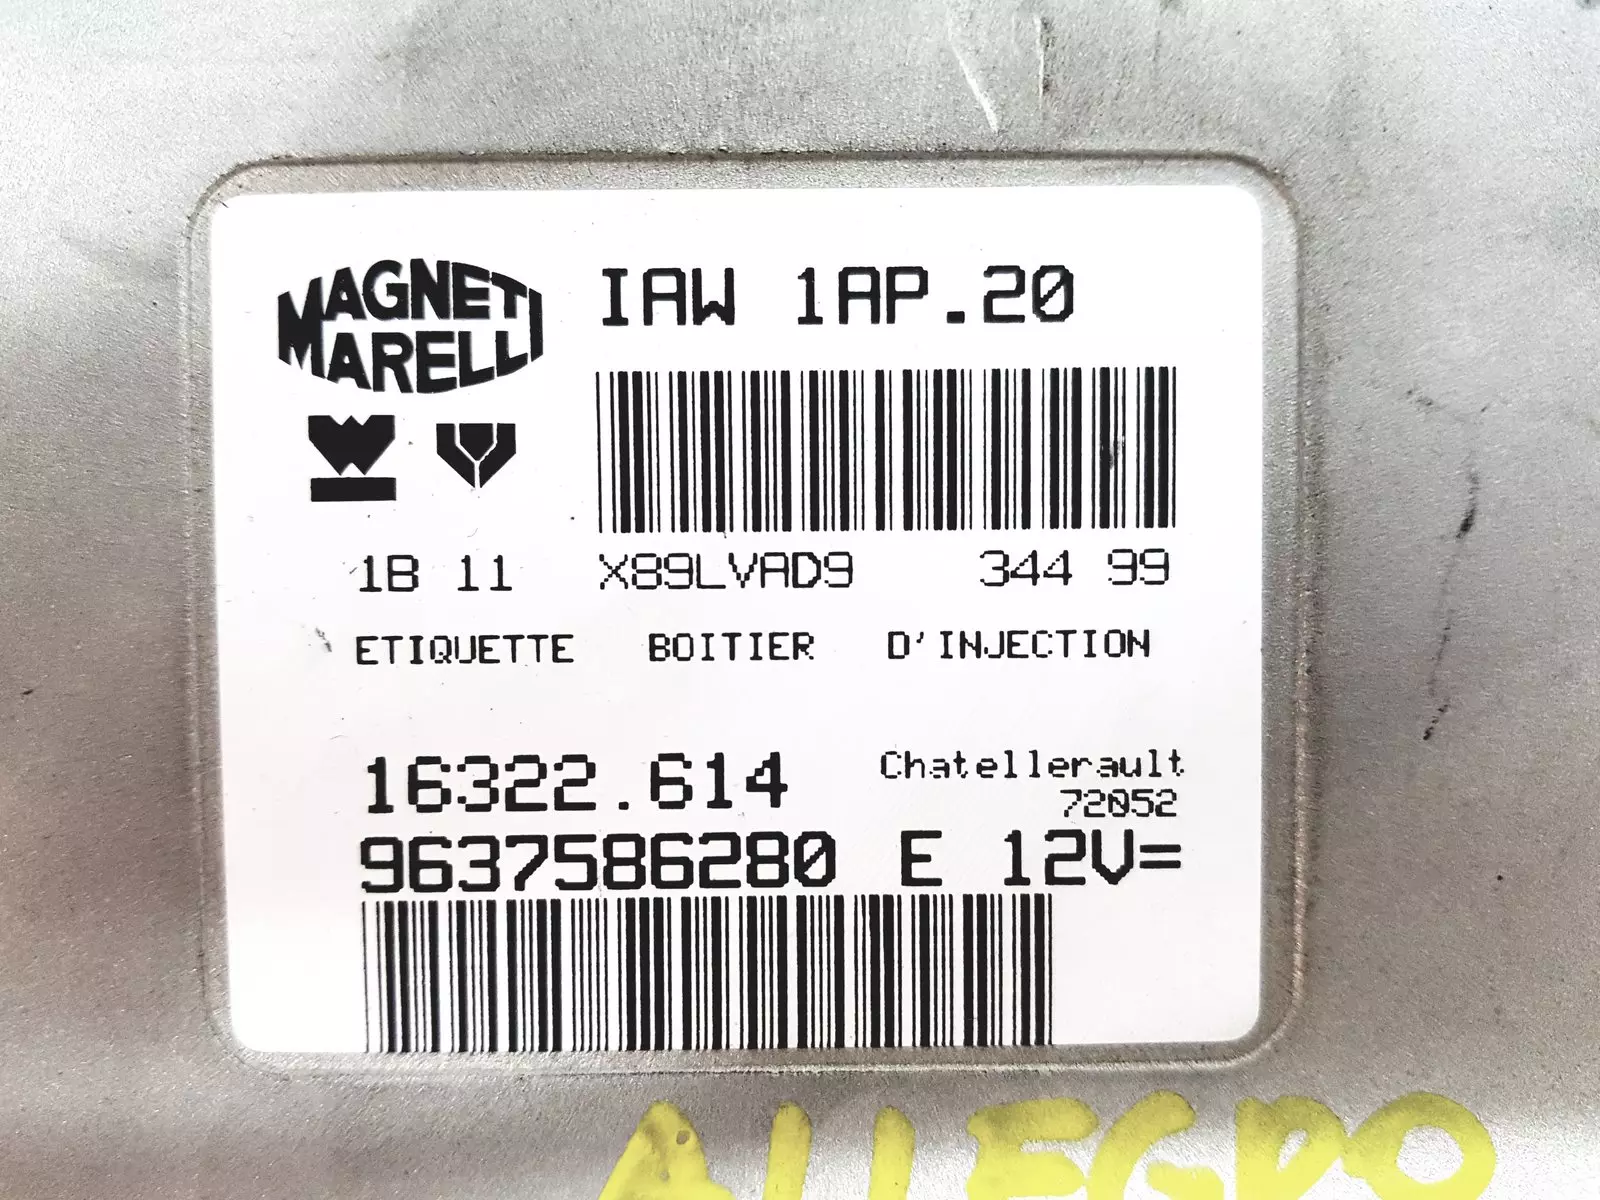 MAGNETI
MARELLI
IAW 1AP.20
1B 11 X89LVAD9 344 99
ETIQUETTE BOITIER D'INJECTION
16322.614 Chatellerault
72052
9637586280 E 12V=
ALLEGRO